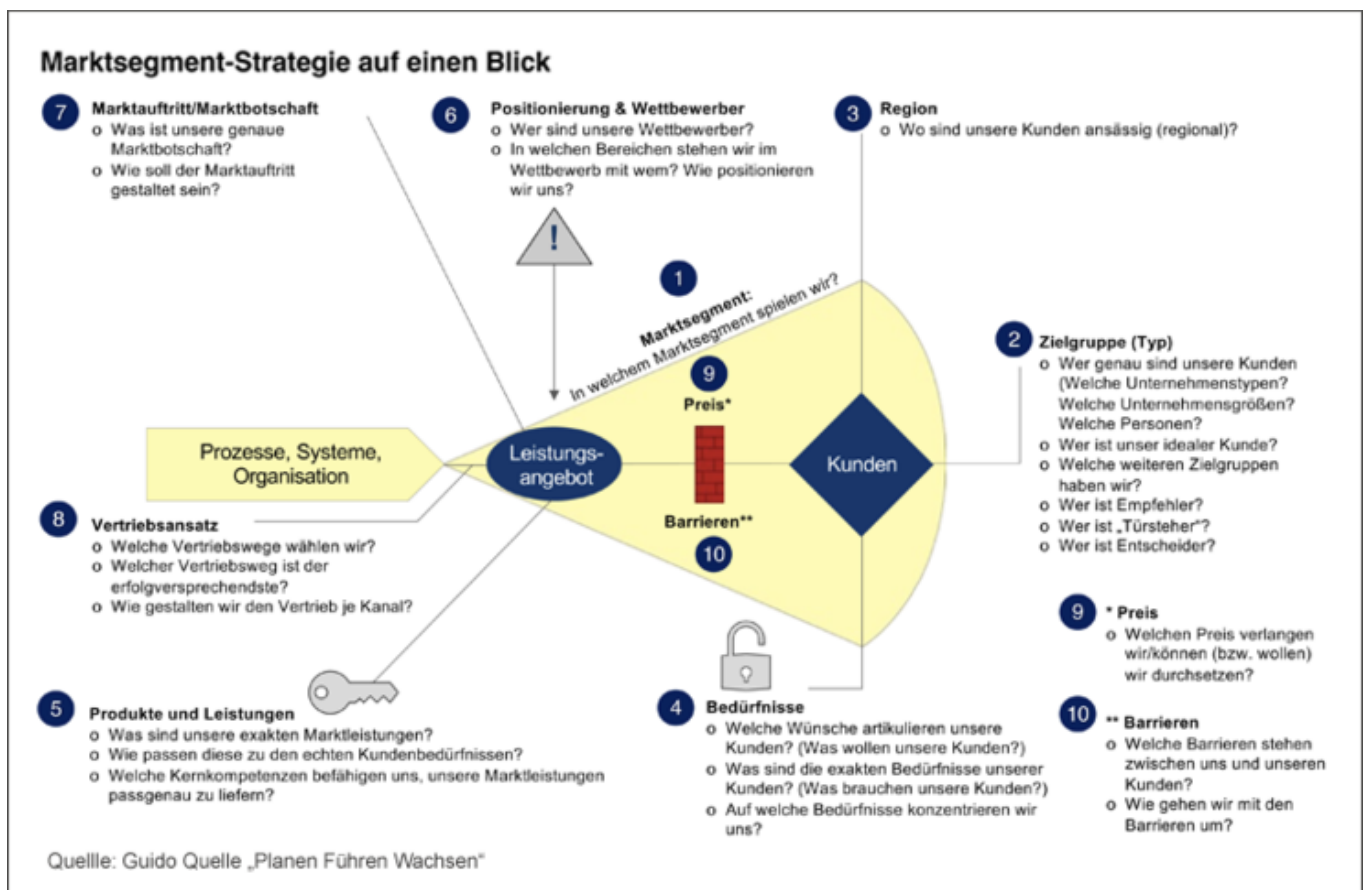 Marktsegment-Strategie auf einen Blick
7
Marktauftritt/Marktbotschaft
o Was ist unsere genaue
Marktbotschaft?
o Wie soll der Marktauftritt
gestaltet sein?
6
Positionierung & Wettbewerber
o Wer sind unsere Wettbewerber?
o In welchen Bereichen stehen wir im
Wettbewerb mit wem? Wie positionieren
wir uns?
!
3
Region
o Wo sind unsere Kunden ansässig (regional)?
1
Marktsegment:
In welchem Marktsegment spielen wir?
2
Zielgruppe (Typ)
o Wer genau sind unsere Kunden
(Welche Unternehmenstypen?
Welche Unternehmensgrößen?
Welche Personen?
o Wer ist unser idealer Kunde?
o Welche weiteren Zielgruppen
haben wir?
o Wer ist Empfehler?
o Wer ist „Türsteher“?
o Wer ist Entscheider?
9
Preis*
Prozesse, Systeme,
Organisation
Leistungs-
angebot
Kunden
Barrieren**
10
8
Vertriebsansatz
o Welche Vertriebswege wählen wir?
o Welcher Vertriebsweg ist der
erfolgversprechendste?
o Wie gestalten wir den Vertrieb je Kanal?
5
Produkte und Leistungen
o Was sind unsere exakten Marktleistungen?
o Wie passen diese zu den echten Kundenbedürfnissen?
o Welche Kernkompetenzen befähigen uns, unsere Marktleistungen
passgenau zu liefern?
4
Bedürfnisse
o Welche Wünsche artikulieren unsere
Kunden? (Was wollen unsere Kunden?)
o Was sind die exakten Bedürfnisse unserer
Kunden? (Was brauchen unsere Kunden?)
o Auf welche Bedürfnisse konzentrieren wir
uns?
9
* Preis
o Welchen Preis verlangen
wir/können (bzw. wollen)
wir durchsetzen?
10
** Barrieren
o Welche Barrieren stehen
zwischen uns und unseren
Kunden?
o Wie gehen wir mit den
Barrieren um?
Quellle: Guido Quelle „Planen Führen Wachsen“